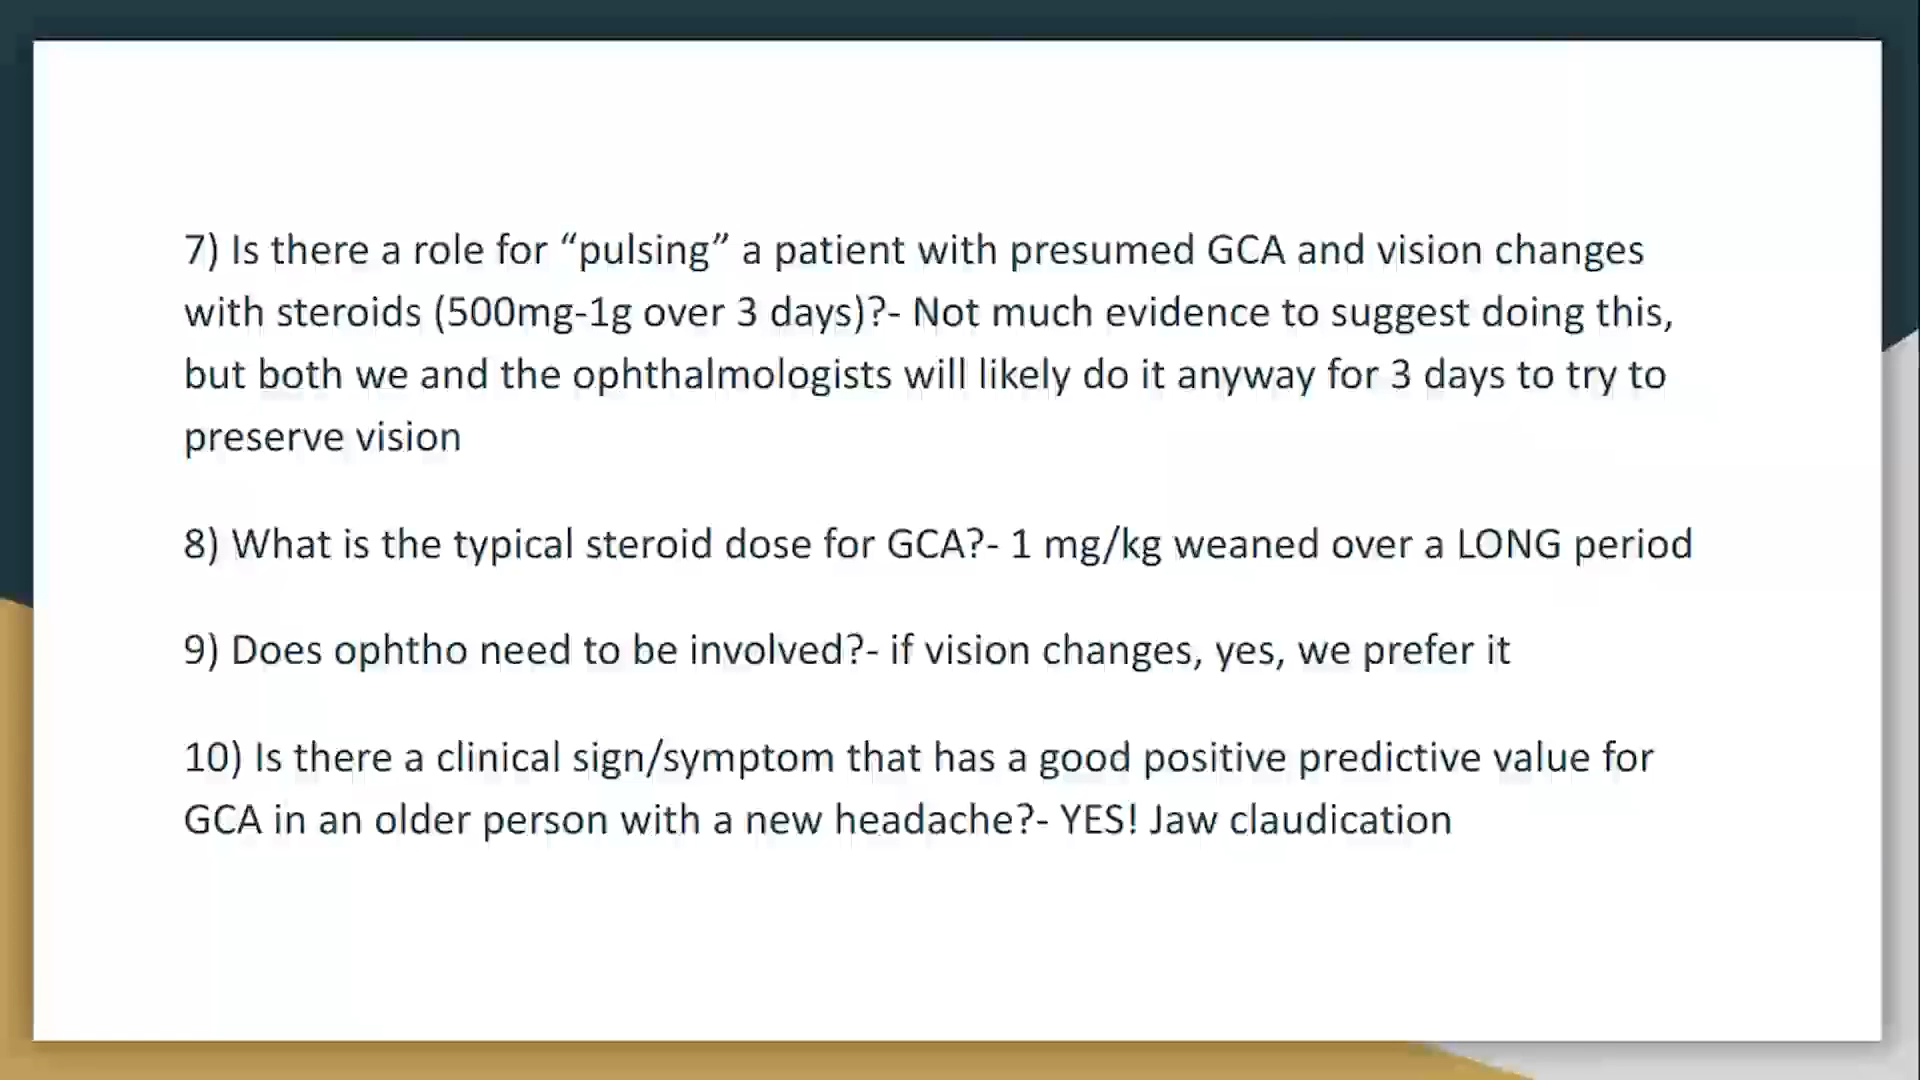 7) Is there a role for “pulsing” a patient with presumed GCA and vision changes
with steroids (500mg-1g over 3 days)?- Not much evidence to suggest doing this,
but both we and the ophthalmologists will likely do it anyway for 3 days to try to
preserve vision
8) What is the typical steroid dose for GCA?- 1 mg/kg weaned over a LONG period
9) Does ophtho need to be involved?- if vision changes, yes, we prefer it
10) Is there a clinical sign/symptom that has a good positive predictive value for
GCA in an older person with a new headache?- YES! Jaw claudication